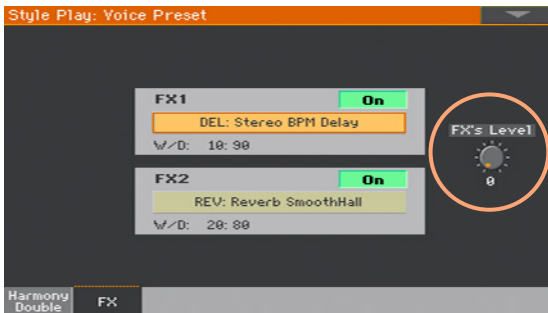 Style Play: Voice Preset
FX1
On
DEL: Stereo BPM Delay
W/D: 10:90
FX's Level
0
FX2
On
REV: Reverb SmoothHall
W/D: 20:80
Harmony
Double
FX